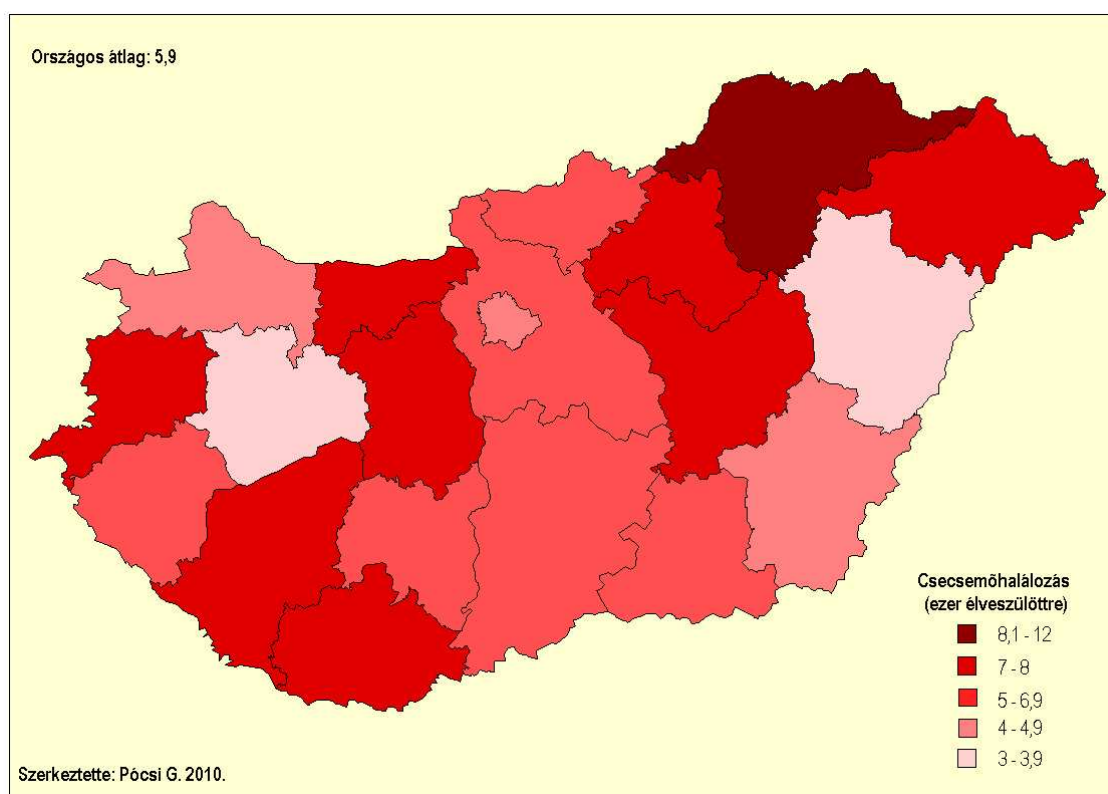 Országos átlag: 5,9
Csecsemőhalálozás
(ezer élveszülöttre)
8,1 - 12
7 - 8
5 - 6,9
4 - 4,9
3 - 3,9
Szerkesztette: Pócsi G. 2010.